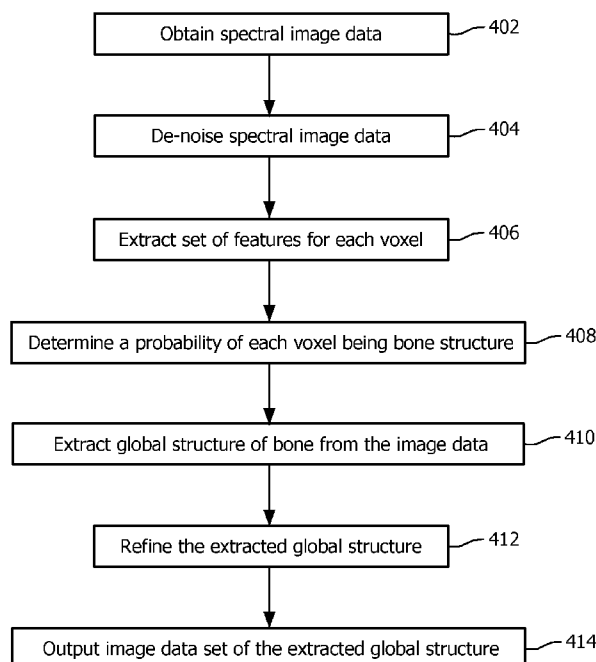 Obtain spectral image data
402
De-noise spectral image data
404
Extract set of features for each voxel
406
Determine a probability of each voxel being bone structure
408
Extract global structure of bone from the image data
410
Refine the extracted global structure
412
Output image data set of the extracted global structure
414